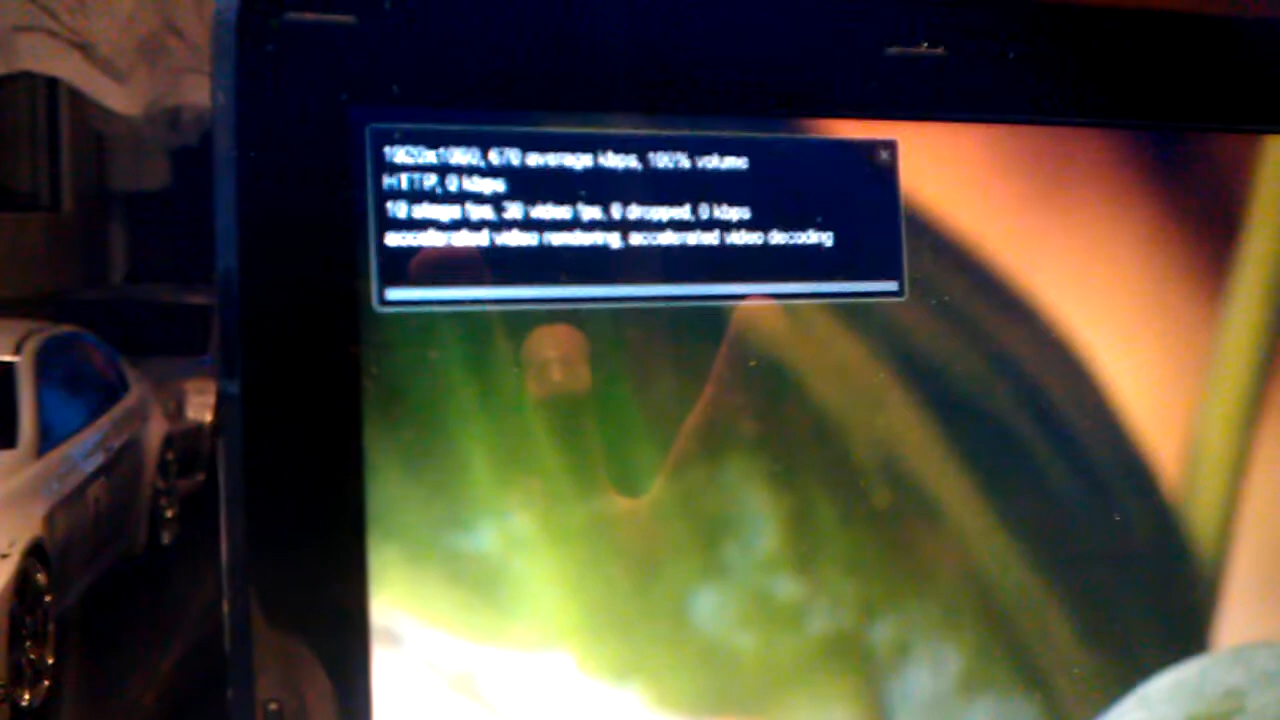 1920x1080, 670 average kbps, 100% volume
HTTP, 0 kbps
10 stage fps, 30 video fps, 0 dropped, 0 kbps
accelerated video rendering, accelerated video decoding